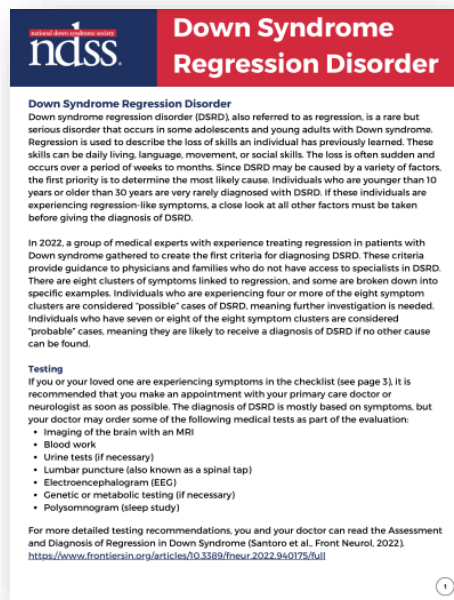 national down syndrome society
ndss.
Down Syndrome
Regression Disorder
Down Syndrome Regression Disorder
Down syndrome regression disorder (DSRD), also referred to as regression, is a rare but
serious disorder that occurs in some adolescents and young adults with Down syndrome.
Regression is used to describe the loss of skills an individual has previously learned. These
skills can be daily living, language, movement, or social skills. The loss is often sudden and
occurs over a period of weeks to months. Since DSRD may be caused by a variety of factors,
the first priority is to determine the most likely cause. Individuals who are younger than 10
years or older than 30 years are very rarely diagnosed with DSRD. If these individuals are
experiencing regression-like symptoms, a close look at all other factors must be taken
before giving the diagnosis of DSRD.
In 2022, a group of medical experts with experience treating regression in patients with
Down syndrome gathered to create the first criteria for diagnosing DSRD. These criteria
provide guidance to physicians and families who do not have access to specialists in DSRD.
There are eight clusters of symptoms linked to regression, and some are broken down into
specific examples. Individuals who are experiencing four or more of the eight symptom
clusters are considered "possible" cases of DSRD, meaning further investigation is needed.
Individuals who have seven or eight of the eight symptom clusters are considered
"probable" cases, meaning they are likely to receive a diagnosis of DSRD if no other cause
can be found.
Testing
If you or your loved one are experiencing symptoms in the checklist (see page 3), it is
recommended that you make an appointment with your primary care doctor or
neurologist as soon as possible. The diagnosis of DSRD is mostly based on symptoms, but
your doctor may order some of the following medical tests as part of the evaluation:
• Imaging of the brain with an MRI
• Blood work
• Urine tests (if necessary)
• Lumbar puncture (also known as a spinal tap)
• Electroencephalogram (EEG)
• Genetic or metabolic testing (if necessary)
• Polysomnogram (sleep study)
For more detailed testing recommendations, you and your doctor can read the Assessment
and Diagnosis of Regression in Down Syndrome (Santoro et al., Front Neurol, 2022).
https://www.frontiersin.org/articles/10.3389/fneur.2022.940175/full
1